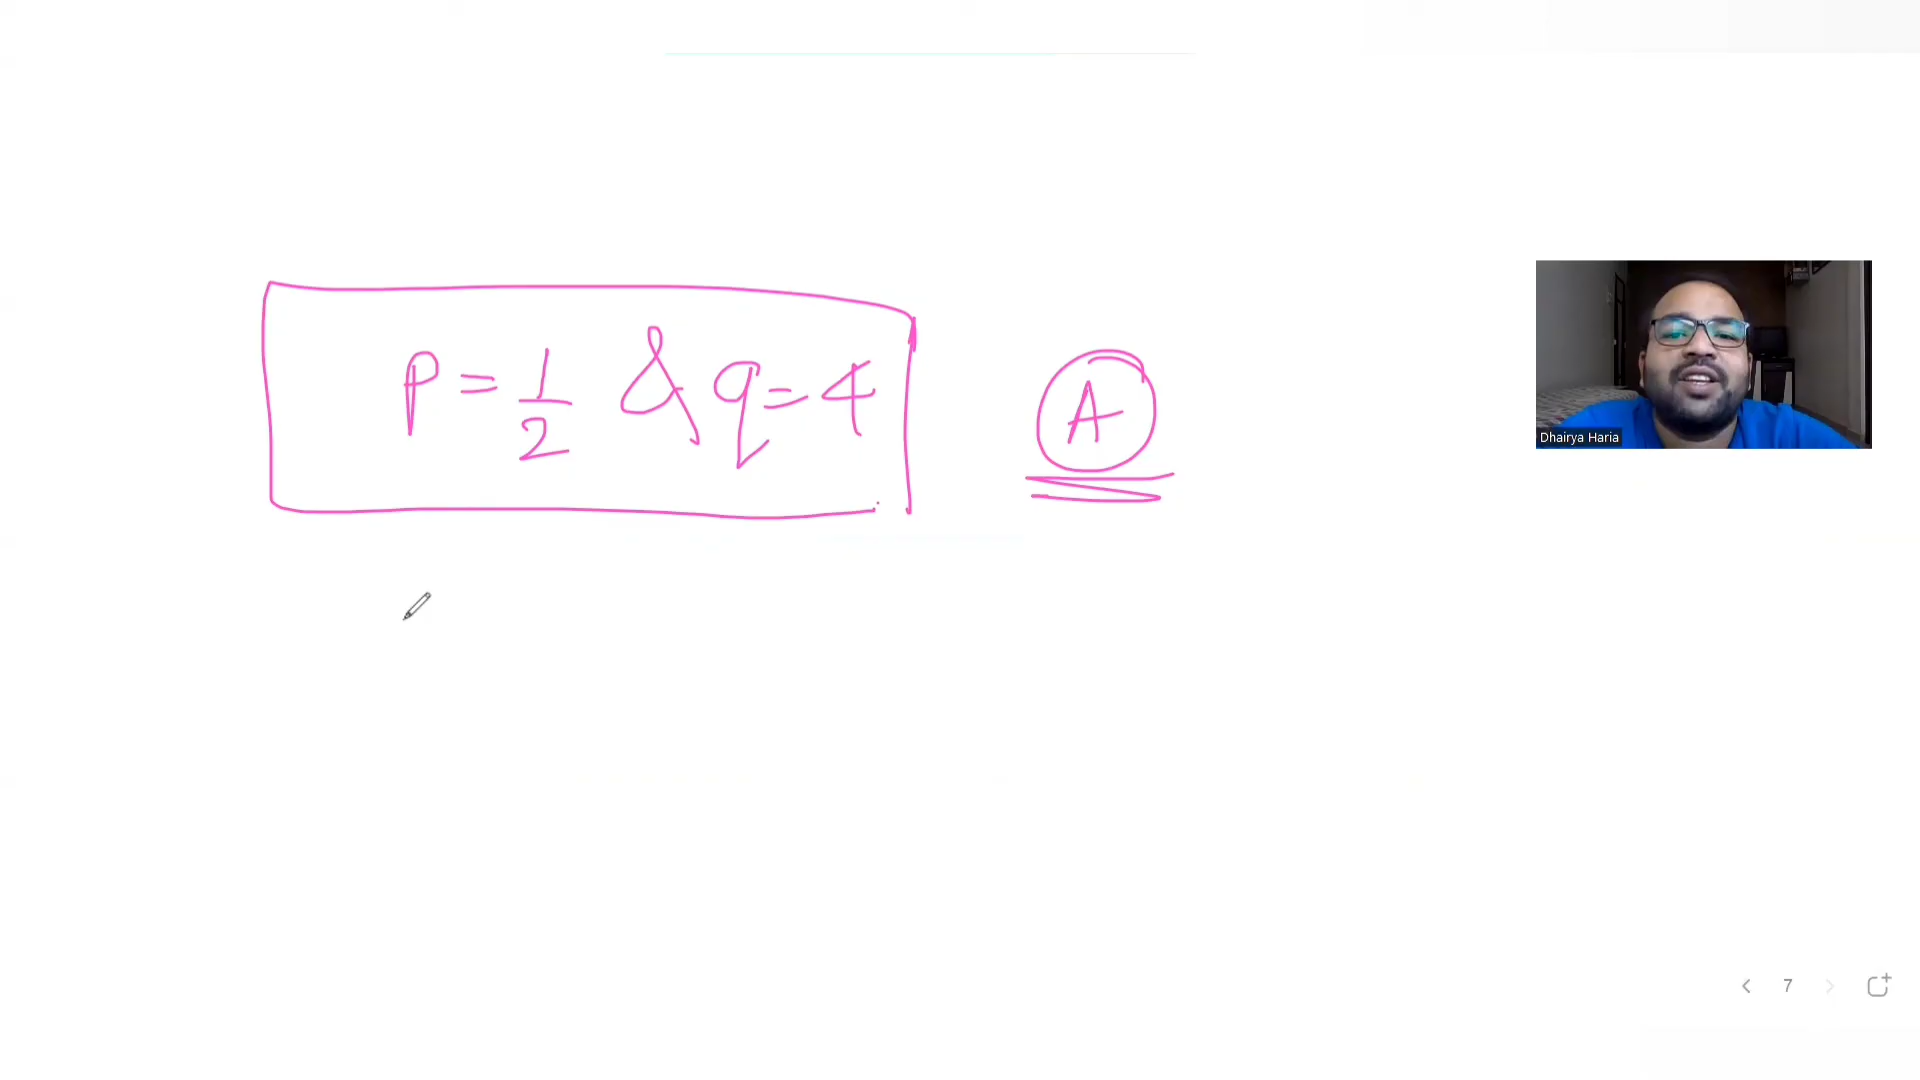 P = 1/2 & q = 4
A
Dhairya Haria
7